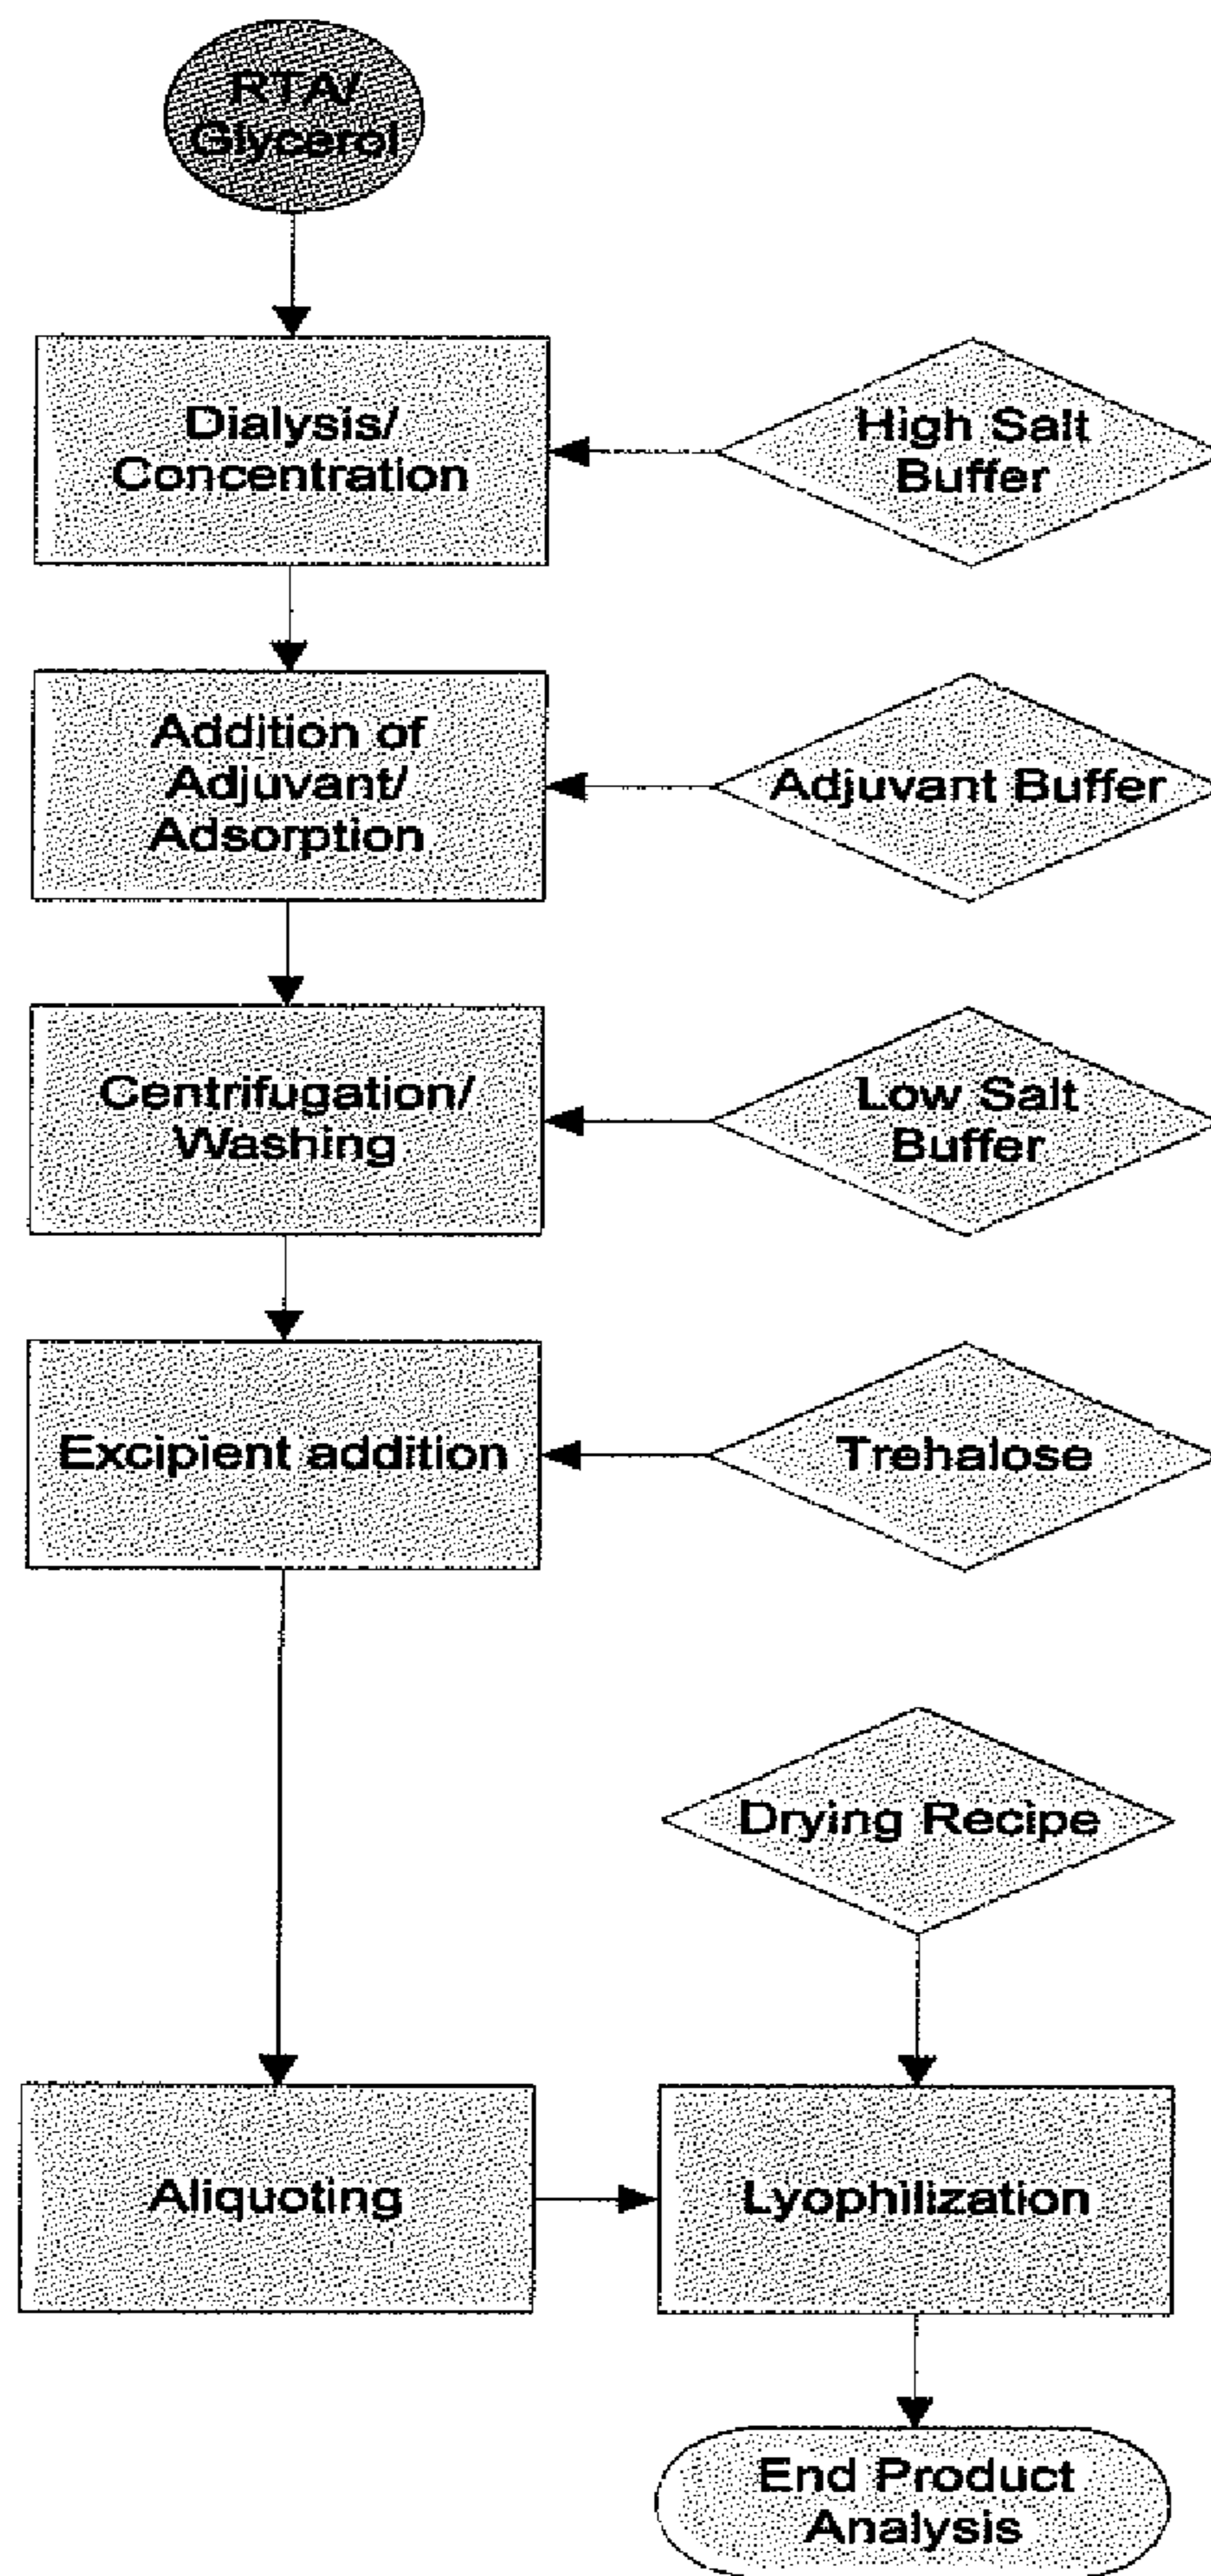 RTA/
Glycerol
Dialysis/
Concentration
High Salt
Buffer
Addition of
Adjuvant/
Adsorption
Adjuvant Buffer
Centrifugation/
Washing
Low Salt
Buffer
Excipient addition
Trehalose
Drying Recipe
Aliquoting
Lyophilization
End Product
Analysis